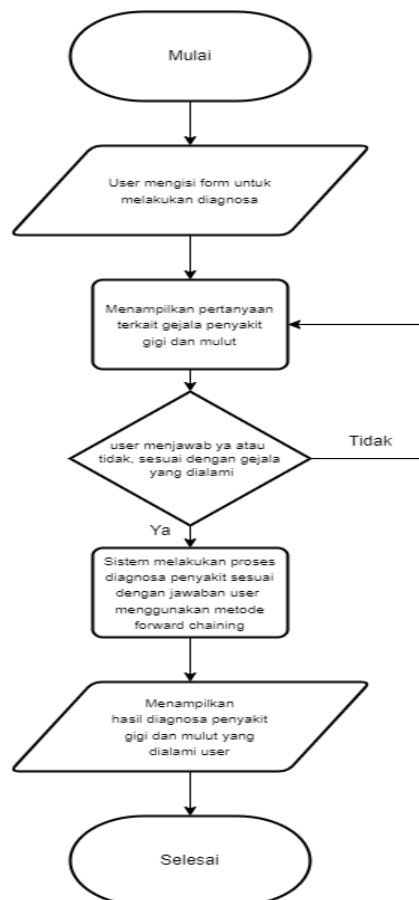 Mulai
User mengisi form untuk
melakukan diagnosa
Menampilkan pertanyaan
terkait gejala penyakit
gigi dan mulut
user menjawab ya atau
tidak, sesuai dengan gejala
yang dialami
Tidak
Ya
Sistem melakukan proses
diagnosa penyakit sesuai
dengan jawaban user
menggunakan metode
forward chaining
Menampilkan
hasil diagnosa penyakit
gigi dan mulut yang
dialami user
Selesai